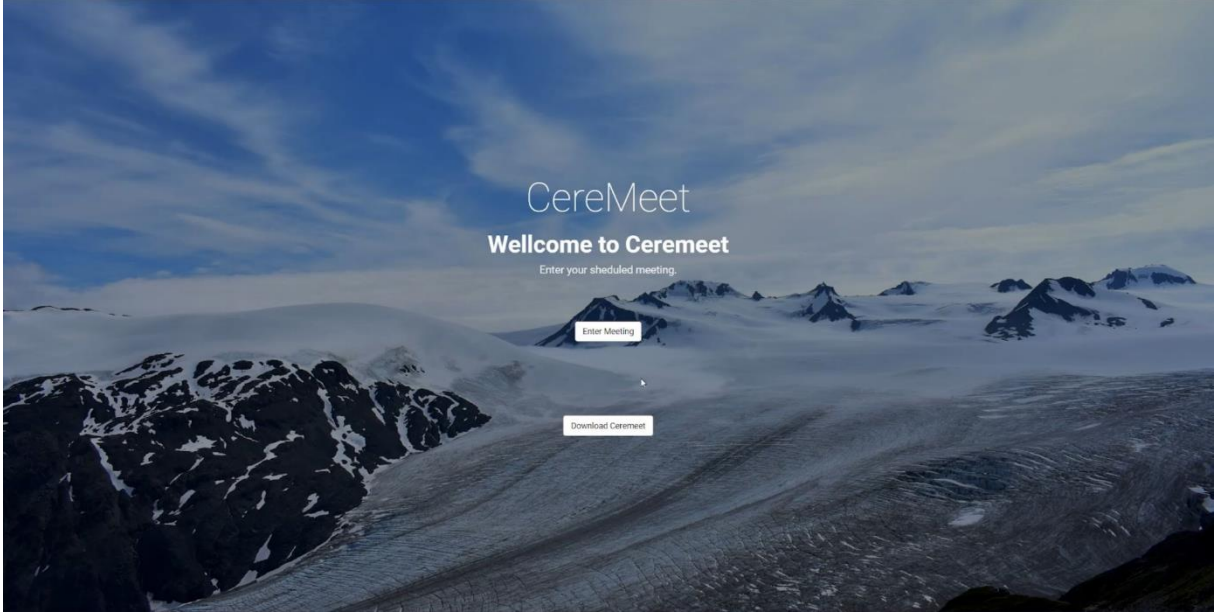 CereMeet
Wellcome to Ceremeet
Enter your sheduled meeting.
Enter Meeting
Download Ceremeet